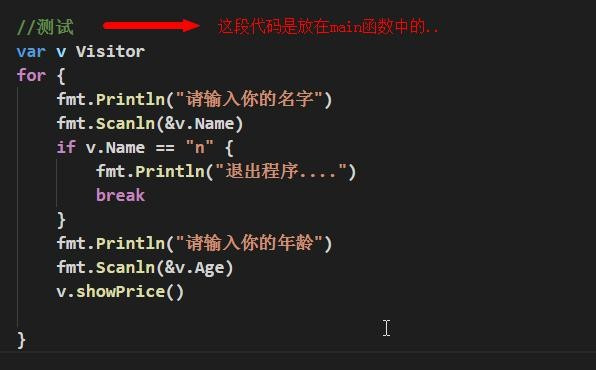 //测试 这段代码是放在main函数中的..
var v Visitor
for {
    fmt.Println("请输入你的名字")
    fmt.Scanln(&v.Name)
    if v.Name == "n" {
        fmt.Println("退出程序....")
        break
    }
    fmt.Println("请输入你的年龄")
    fmt.Scanln(&v.Age)
    v.showPrice()
}